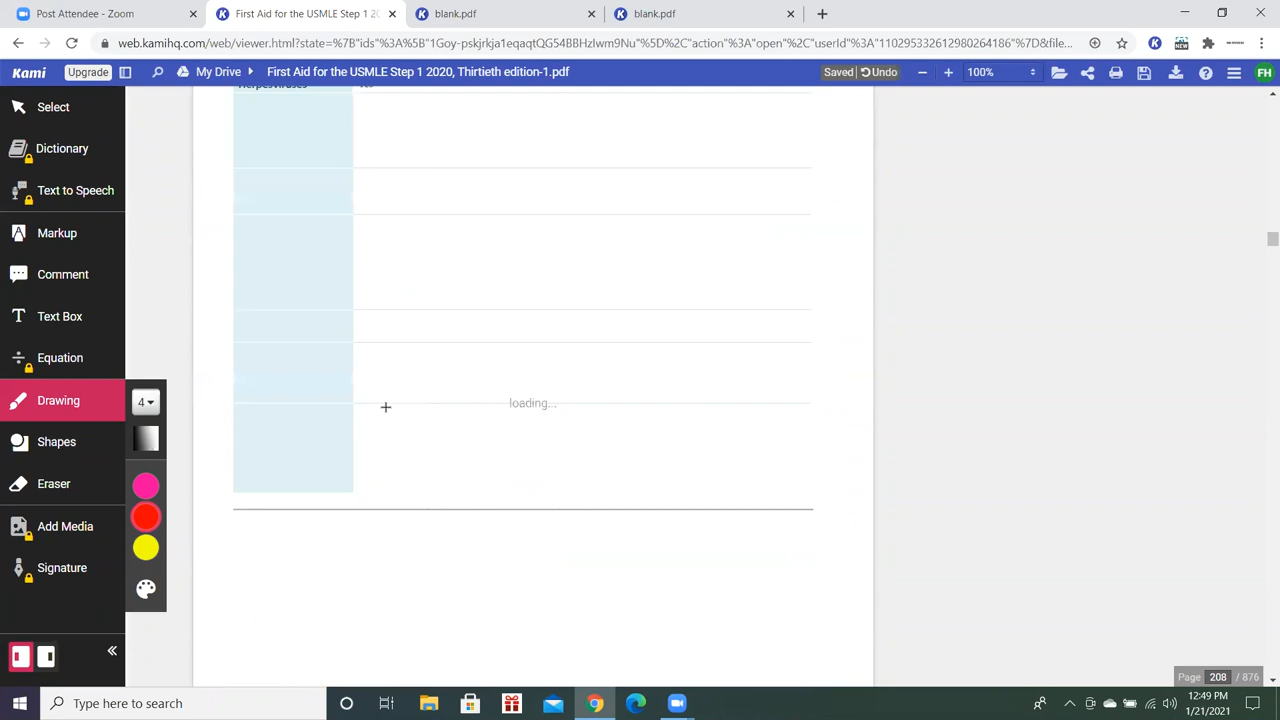 Post Attendee - Zoom
First Aid for the USMLE Step 1 20
blank.pdf
blank.pdf
web.kamihq.com/web/viewer.html?state=%7B"ids"%3A%5B"1Goy-pskjrkja1eqaqtQG54BBHzIwm9Nu"%5D%2C"action"%3A"open"%2C"userId"%3A"110295332612980264186"%7D&file...
NEW
Kami
Upgrade
My Drive
First Aid for the USMLE Step 1 2020, Thirtieth edition-1.pdf
Saved
Undo
100%
FH
Select
Dictionary
Text to Speech
Markup
Comment
Text Box
Equation
Drawing
4
Shapes
Eraser
Add Media
Signature
Herpesviruses
loading...
Page 208 / 876
Type here to search
12:49 PM
1/21/2021